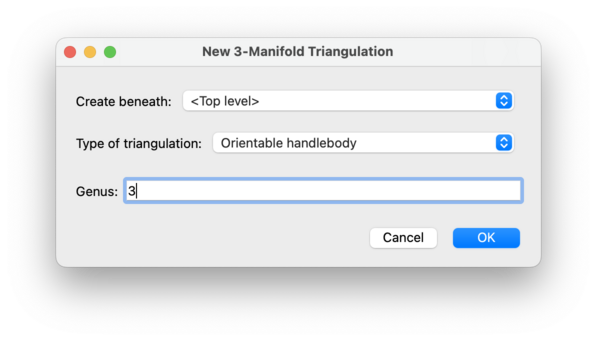 New 3-Manifold Triangulation
Create beneath: <Top level>
Type of triangulation: Orientable handlebody
Genus: 3
Cancel OK